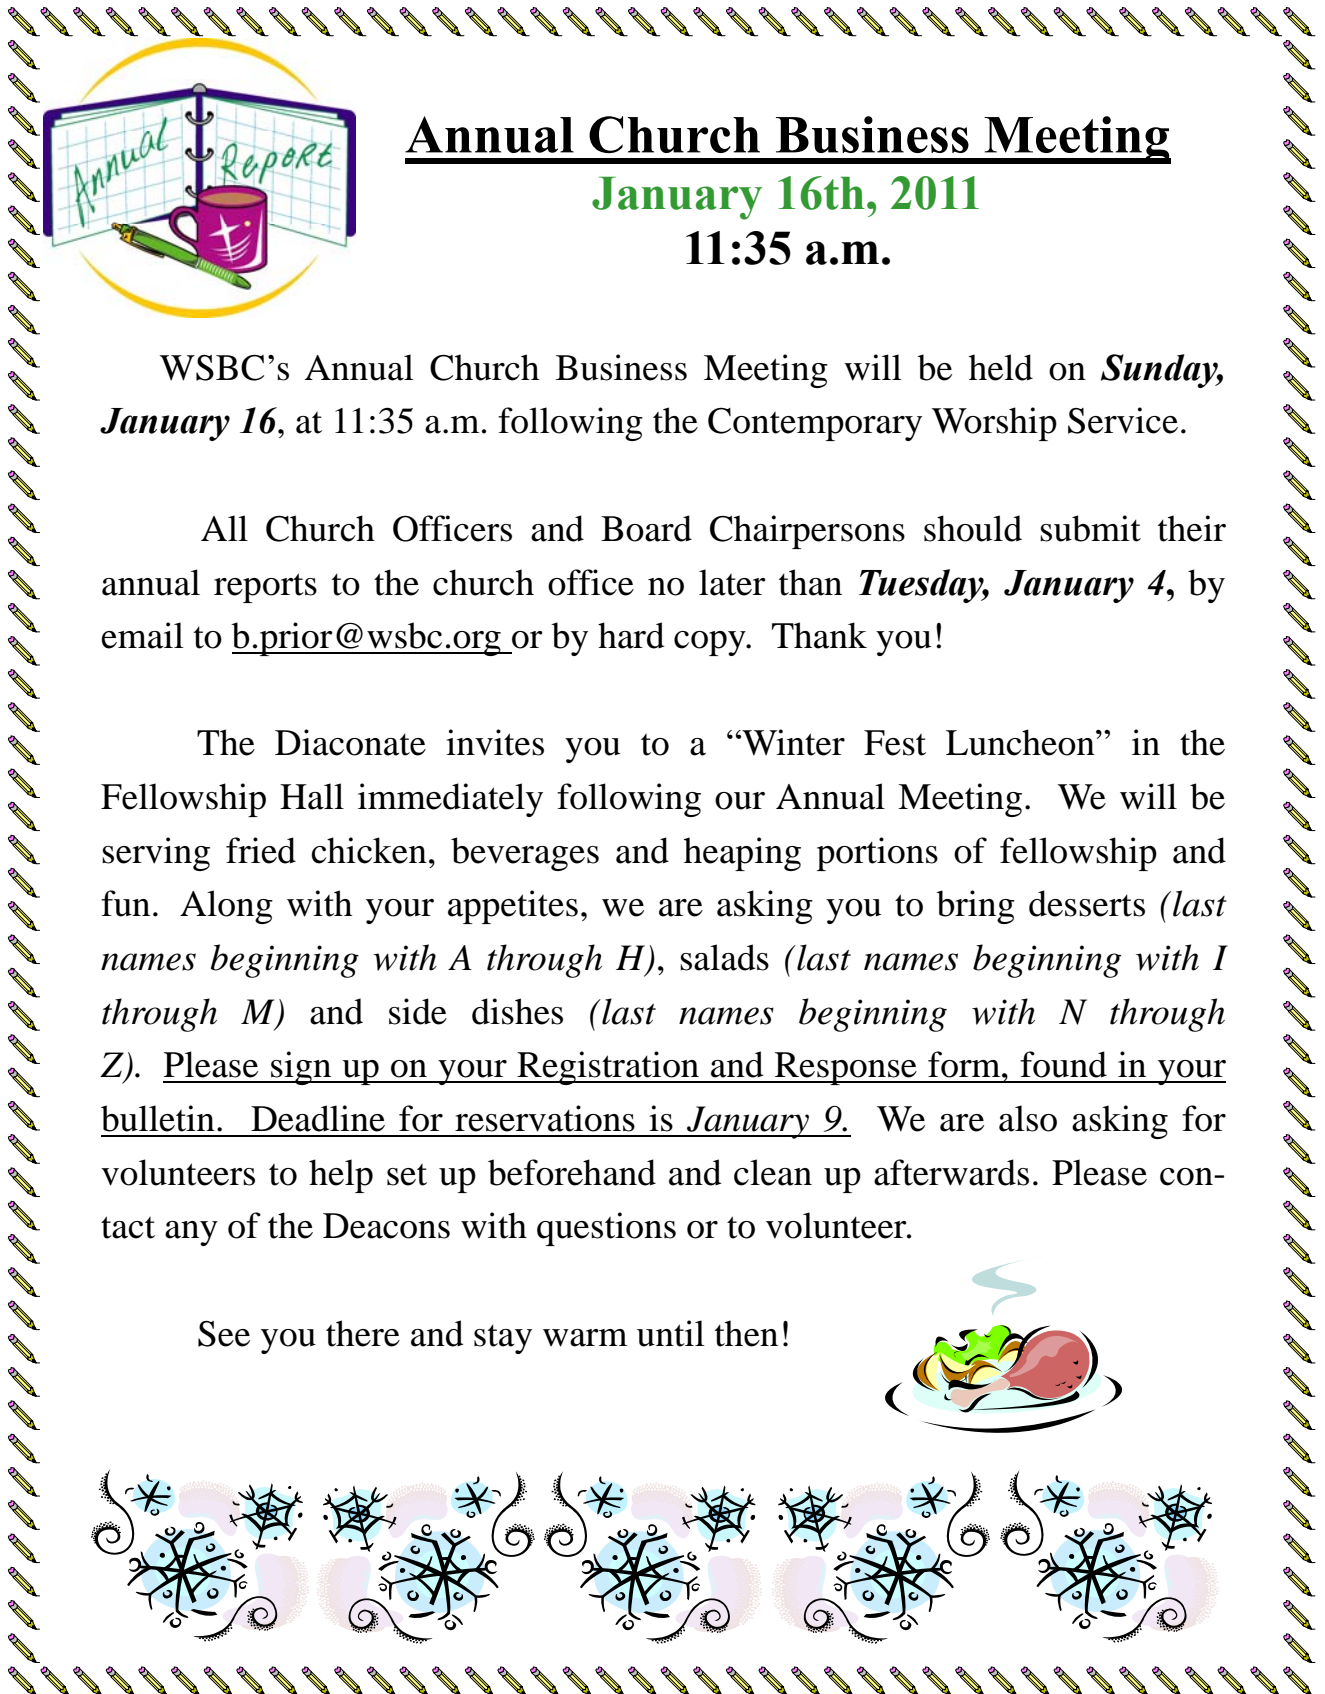 Annual Report
Annual Church Business Meeting
January 16th, 2011
11:35 a.m.
WSBC’s Annual Church Business Meeting will be held on Sunday,
January 16, at 11:35 a.m. following the Contemporary Worship Service.
All Church Officers and Board Chairpersons should submit their
annual reports to the church office no later than Tuesday, January 4, by
email to b.prior@wsbc.org or by hard copy.  Thank you!
The Diaconate invites you to a “Winter Fest Luncheon” in the
Fellowship Hall immediately following our Annual Meeting.  We will be
serving fried chicken, beverages and heaping portions of fellowship and
fun.  Along with your appetites, we are asking you to bring desserts (last
names beginning with A through H), salads (last names beginning with I
through M) and side dishes (last names beginning with N through
Z).  Please sign up on your Registration and Response form, found in your
bulletin.  Deadline for reservations is January 9.  We are also asking for
volunteers to help set up beforehand and clean up afterwards. Please con-
tact any of the Deacons with questions or to volunteer.
See you there and stay warm until then!